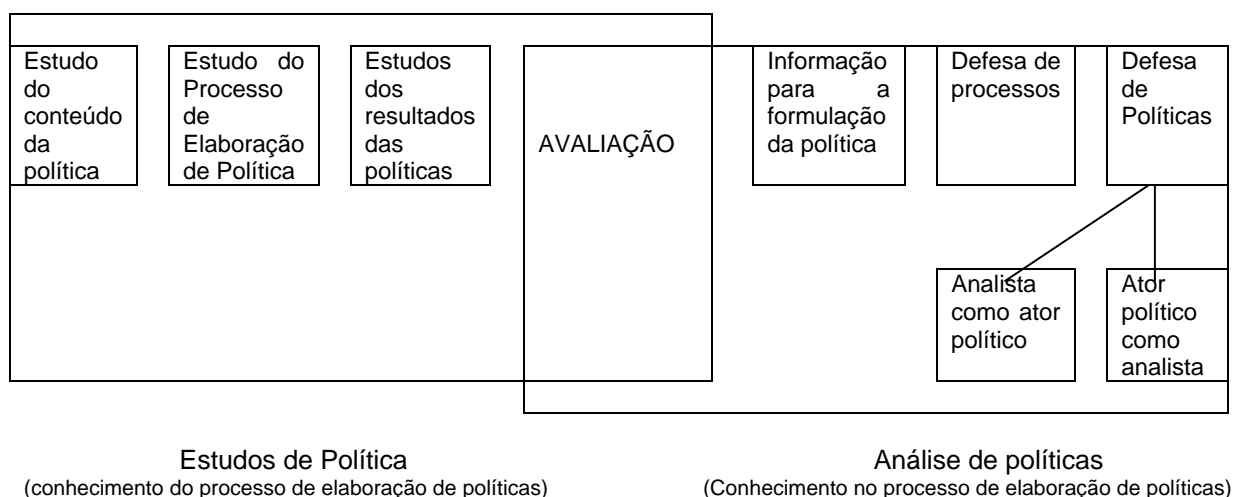 Estudo
do
conteúdo
da
política
Estudo do
Processo
de
Elaboração
de Política
Estudos
dos
resultados
das
políticas
AVALIAÇÃO
Informação
para a
formulação
da política
Defesa de
processos
Defesa
de
Políticas
Analista
como ator
político
Ator
político
como
analista
Estudos de Política
(conhecimento do processo de elaboração de políticas)
Análise de políticas
(Conhecimento no processo de elaboração de políticas)